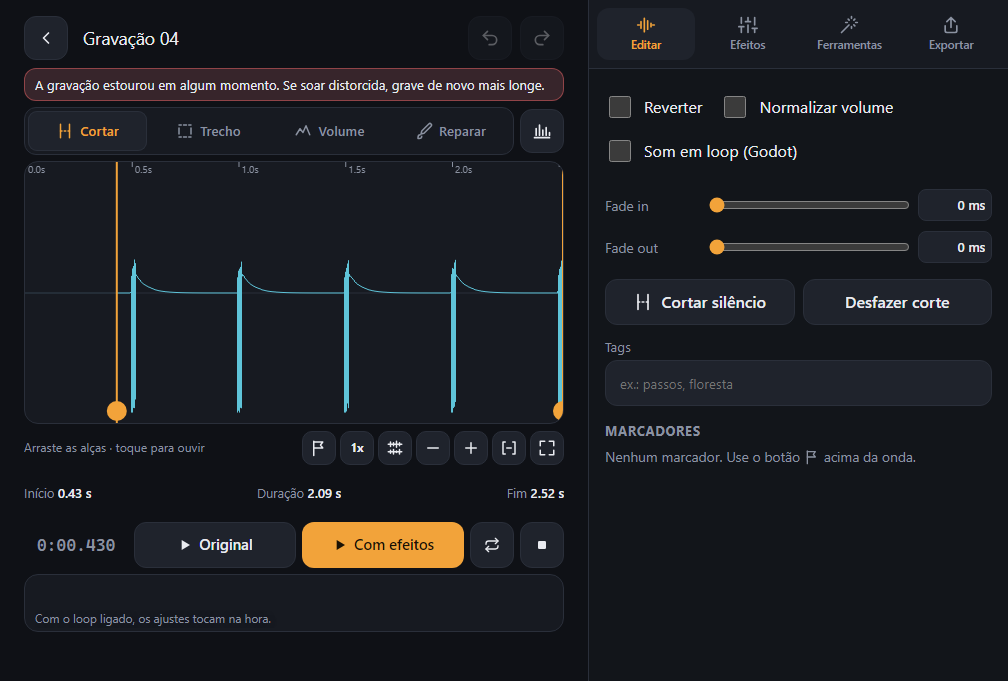 Gravação 04
A gravação estourou em algum momento. Se soar distorcida, grave de novo mais longe.
Cortar
Trecho
Volume
Reparar
0.0s
0.5s
1.0s
1.5s
2.0s
Arraste as alças · toque para ouvir
1x
Início 0.43 s
Duração 2.09 s
Fim 2.52 s
0:00.430
Original
Com efeitos
Com o loop ligado, os ajustes tocam na hora.
Editar
Efeitos
Ferramentas
Exportar
Reverter
Normalizar volume
Som em loop (Godot)
Fade in
0 ms
Fade out
0 ms
Cortar silêncio
Desfazer corte
Tags
ex.: passos, floresta
MARCADORES
Nenhum marcador. Use o botão acima da onda.